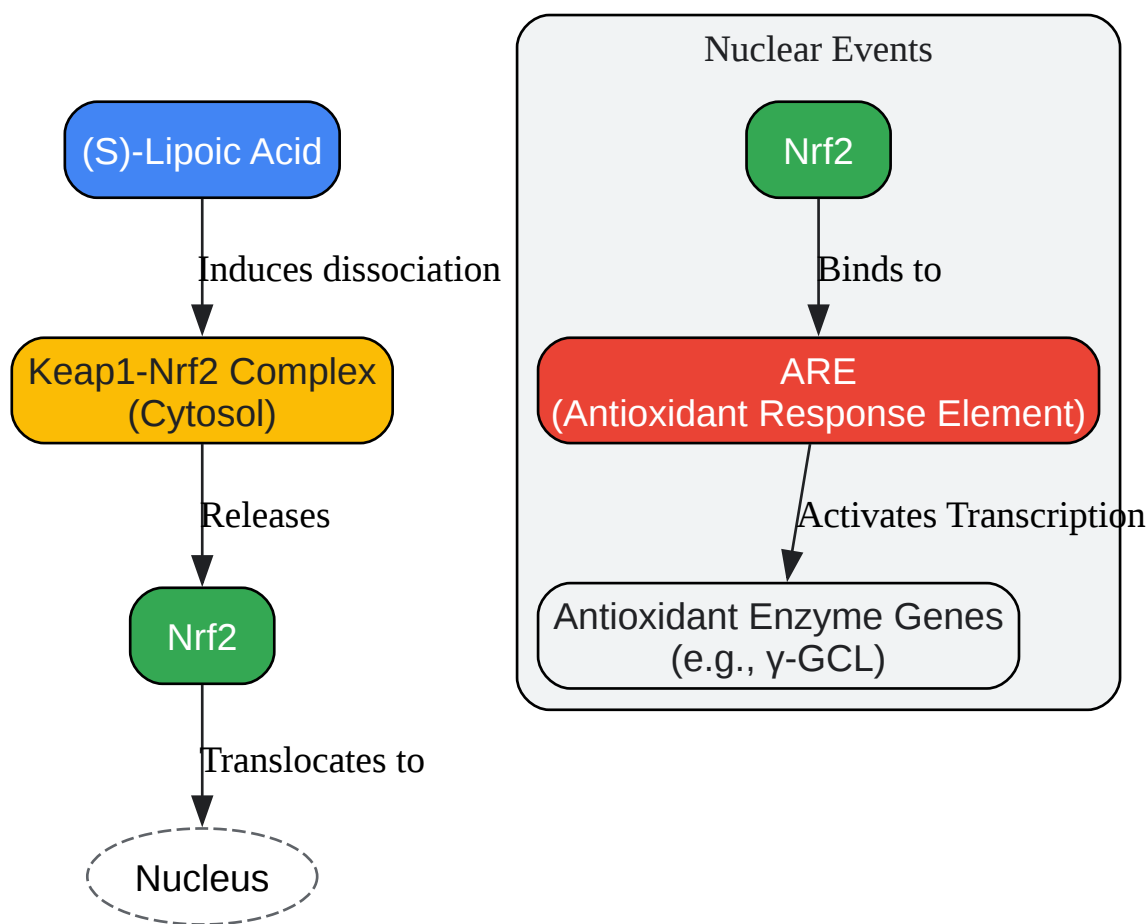 (S)-Lipoic Acid
Induces dissociation
Keap1-Nrf2 Complex
(Cytosol)
Releases
Nrf2
Translocates to
Nucleus
Nuclear Events
Nrf2
Binds to
ARE
(Antioxidant Response Element)
Activates Transcription
Antioxidant Enzyme Genes
(e.g., γ-GCL)